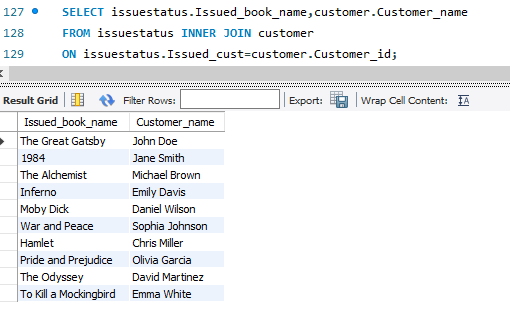 127 SELECT issuestatus.Issued_book_name,customer.Customer_name
128 FROM issuestatus INNER JOIN customer
129 ON issuestatus.Issued_cust=customer.Customer_id;
Result Grid Filter Rows: Export: Wrap Cell Content: IA
Issued_book_name Customer_name
The Great Gatsby John Doe
1984 Jane Smith
The Alchemist Michael Brown
Inferno Emily Davis
Moby Dick Daniel Wilson
War and Peace Sophia Johnson
Hamlet Chris Miller
Pride and Prejudice Olivia Garcia
The Odyssey David Martinez
To Kill a Mockingbird Emma White